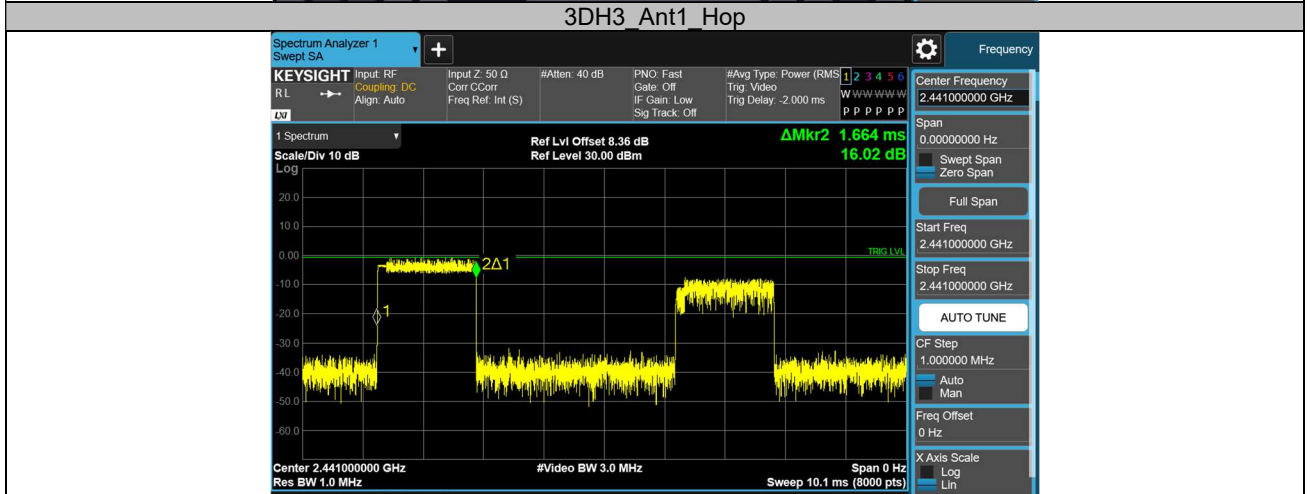 3DH3_Ant1_Hop
Spectrum Analyzer 1
Swept SA
+
Frequency
KEYSIGHT
RL
LXI
Input: RF
Coupling: DC
Align: Auto
Input Z: 50 Ω
Corr CCorr
Freq Ref: Int (S)
#Atten: 40 dB
PNO: Fast
Gate: Off
IF Gain: Low
Sig Track: Off
#Avg Type: Power (RMS
Trig: Video
Trig Delay: -2.000 ms
1 2 3 4 5 6
W W W W W W
P P P P P P
1 Spectrum
Scale/Div 10 dB
Log
Ref Lvl Offset 8.36 dB
Ref Level 30.00 dBm
ΔMkr2 1.664 ms
16.02 dB
20.0
10.0
0.00
-10.0
-20.0
-30.0
-40.0
-50.0
-60.0
TRIG LVL
2Δ1
1
Center 2.441000000 GHz
Res BW 1.0 MHz
#Video BW 3.0 MHz
Span 0 Hz
Sweep 10.1 ms (8000 pts)
Center Frequency
2.441000000 GHz
Span
0.00000000 Hz
Swept Span
Zero Span
Full Span
Start Freq
2.441000000 GHz
Stop Freq
2.441000000 GHz
AUTO TUNE
CF Step
1.000000 MHz
Auto
Man
Freq Offset
0 Hz
X Axis Scale
Log
Lin